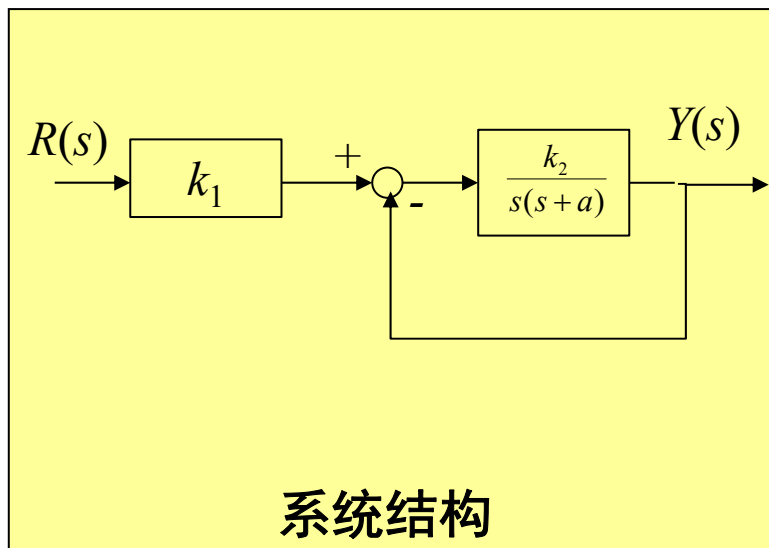 R(s)
k₁
+
-
k₂
s(s + a)
Y(s)
系统结构